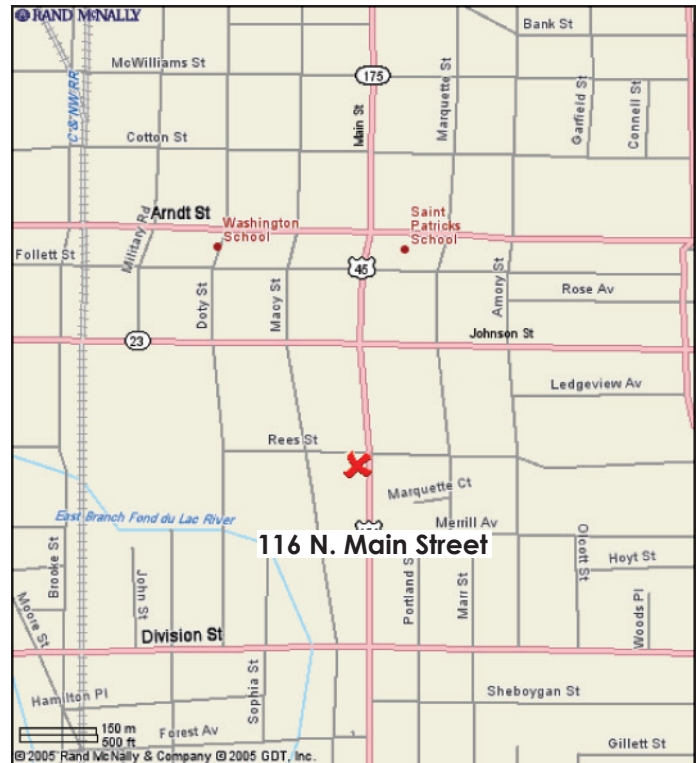 RAND MCNALLY
Bank St
McWilliams St
175
Main St
Marquette St
Garfield St
Connell St
C & NW RR
Cotton St
Arndt St
Military Rd
Washington
School
Saint
Patricks
School
Follett St
45
Doty St
Macy St
Amory St
Rose Av
23
Johnson St
Ledgeview Av
Rees St
Marquette Ct
East Branch Fond du Lac River
Merrill Av
116 N. Main Street
Brooke St
John St
Portland S
Marr St
Olcott St
Hoyt St
Woods Pl
Moore St
Division St
Sophia St
Hamilton Pl
Sheboygan St
150 m
500 ft
Forest Av
1
Gillett St
©2005 Rand McNally & Company ©2005 GDT, Inc.